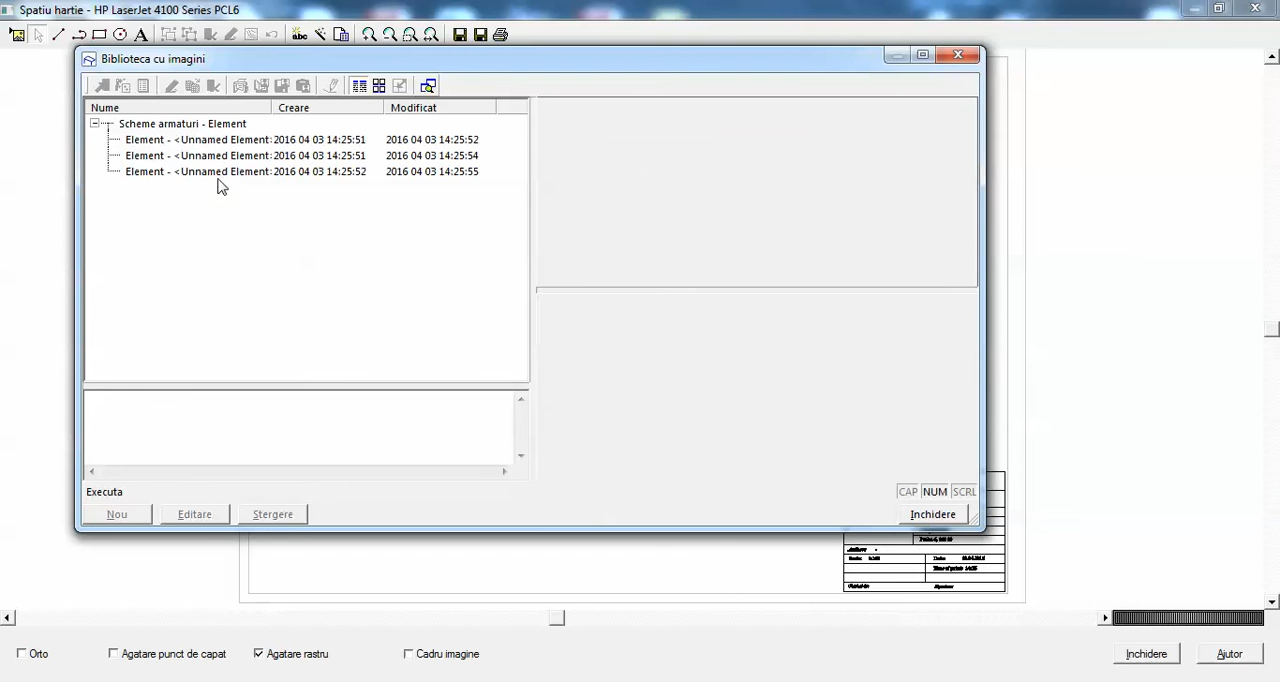 Spatiu hartie - HP LaserJet 4100 Series PCL6
abc
Biblioteca cu imagini
Nume Creare Modificat
Scheme armaturi - Element
Element - <Unnamed Element: 2016 04 03 14:25:51 2016 04 03 14:25:52
Element - <Unnamed Element: 2016 04 03 14:25:51 2016 04 03 14:25:54
Element - <Unnamed Element: 2016 04 03 14:25:52 2016 04 03 14:25:55
Executa
CAP NUM SCRL
Nou Editare Stergere Inchidere
Orto Agatare punct de capat Agatare rastru Cadru imagine Inchidere Ajutor